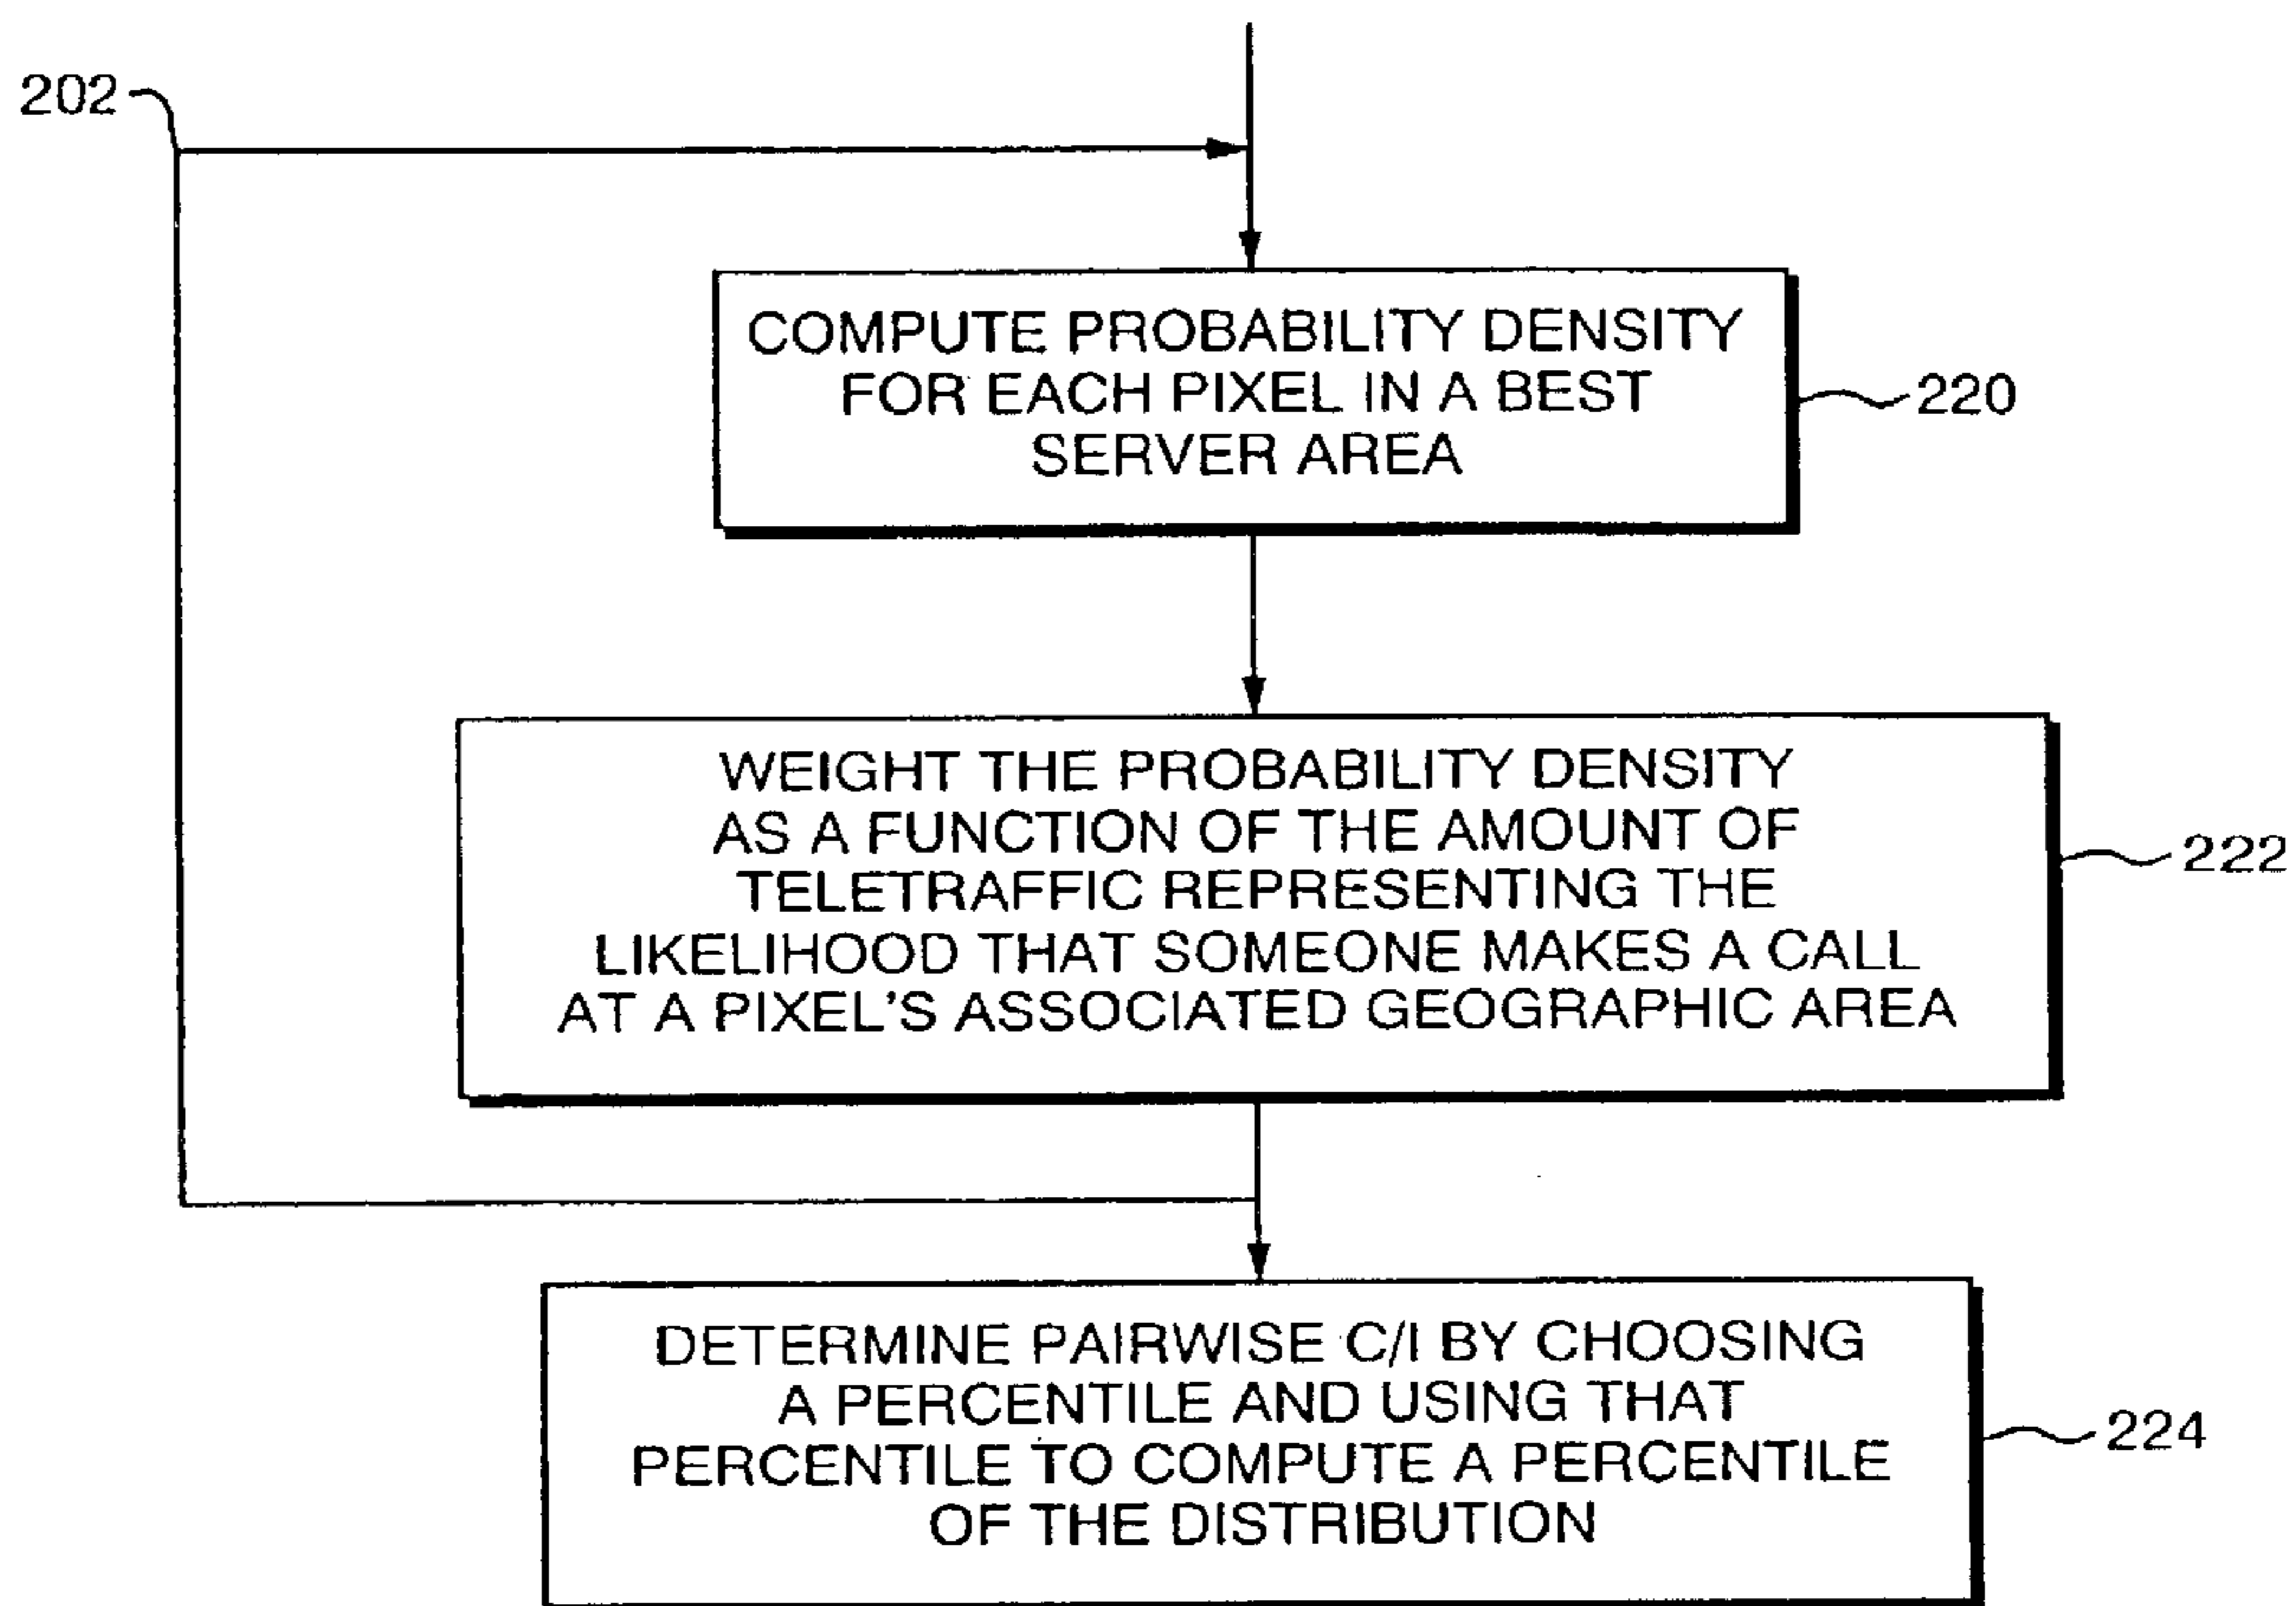 202
COMPUTE PROBABILITY DENSITY
FOR EACH PIXEL IN A BEST
SERVER AREA
220
WEIGHT THE PROBABILITY DENSITY
AS A FUNCTION OF THE AMOUNT OF
TELETRAFFIC REPRESENTING THE
LIKELIHOOD THAT SOMEONE MAKES A CALL
AT A PIXEL'S ASSOCIATED GEOGRAPHIC AREA
222
DETERMINE PAIRWISE C/I BY CHOOSING
A PERCENTILE AND USING THAT
PERCENTILE TO COMPUTE A PERCENTILE
OF THE DISTRIBUTION
224